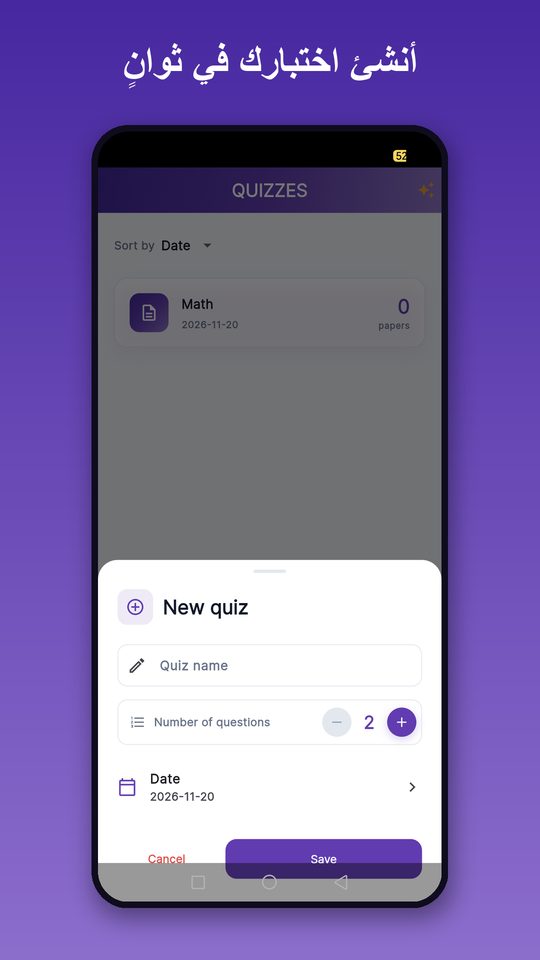 أنشئ اختبارك في ثوانٍ
52
QUIZZES
Sort by Date
Math
2026-11-20
0
papers
New quiz
Quiz name
Number of questions
2
Date
2026-11-20
Cancel
Save